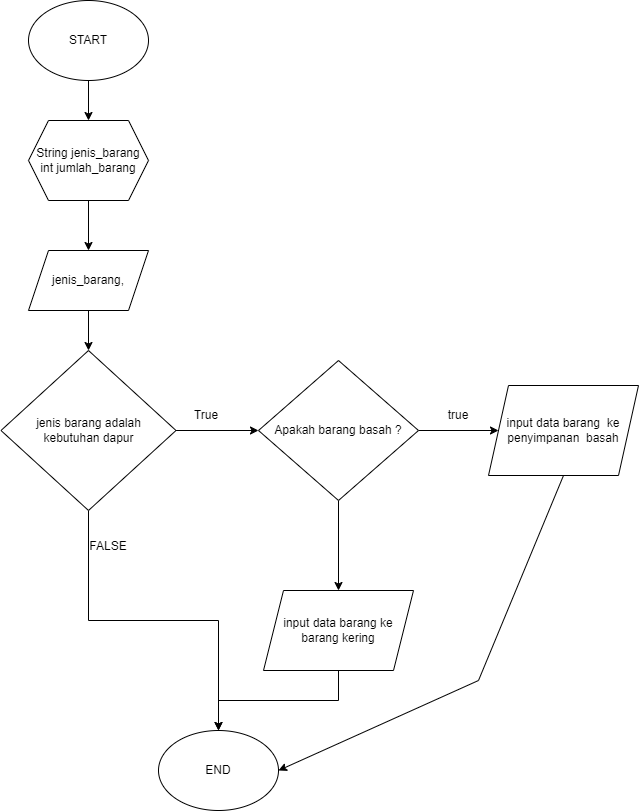 START
String jenis_barang
int jumlah_barang
jenis_barang,
jenis barang adalah
kebutuhan dapur
True
Apakah barang basah ?
true
input data barang  ke
penyimpanan  basah
FALSE
input data barang ke
barang kering
END